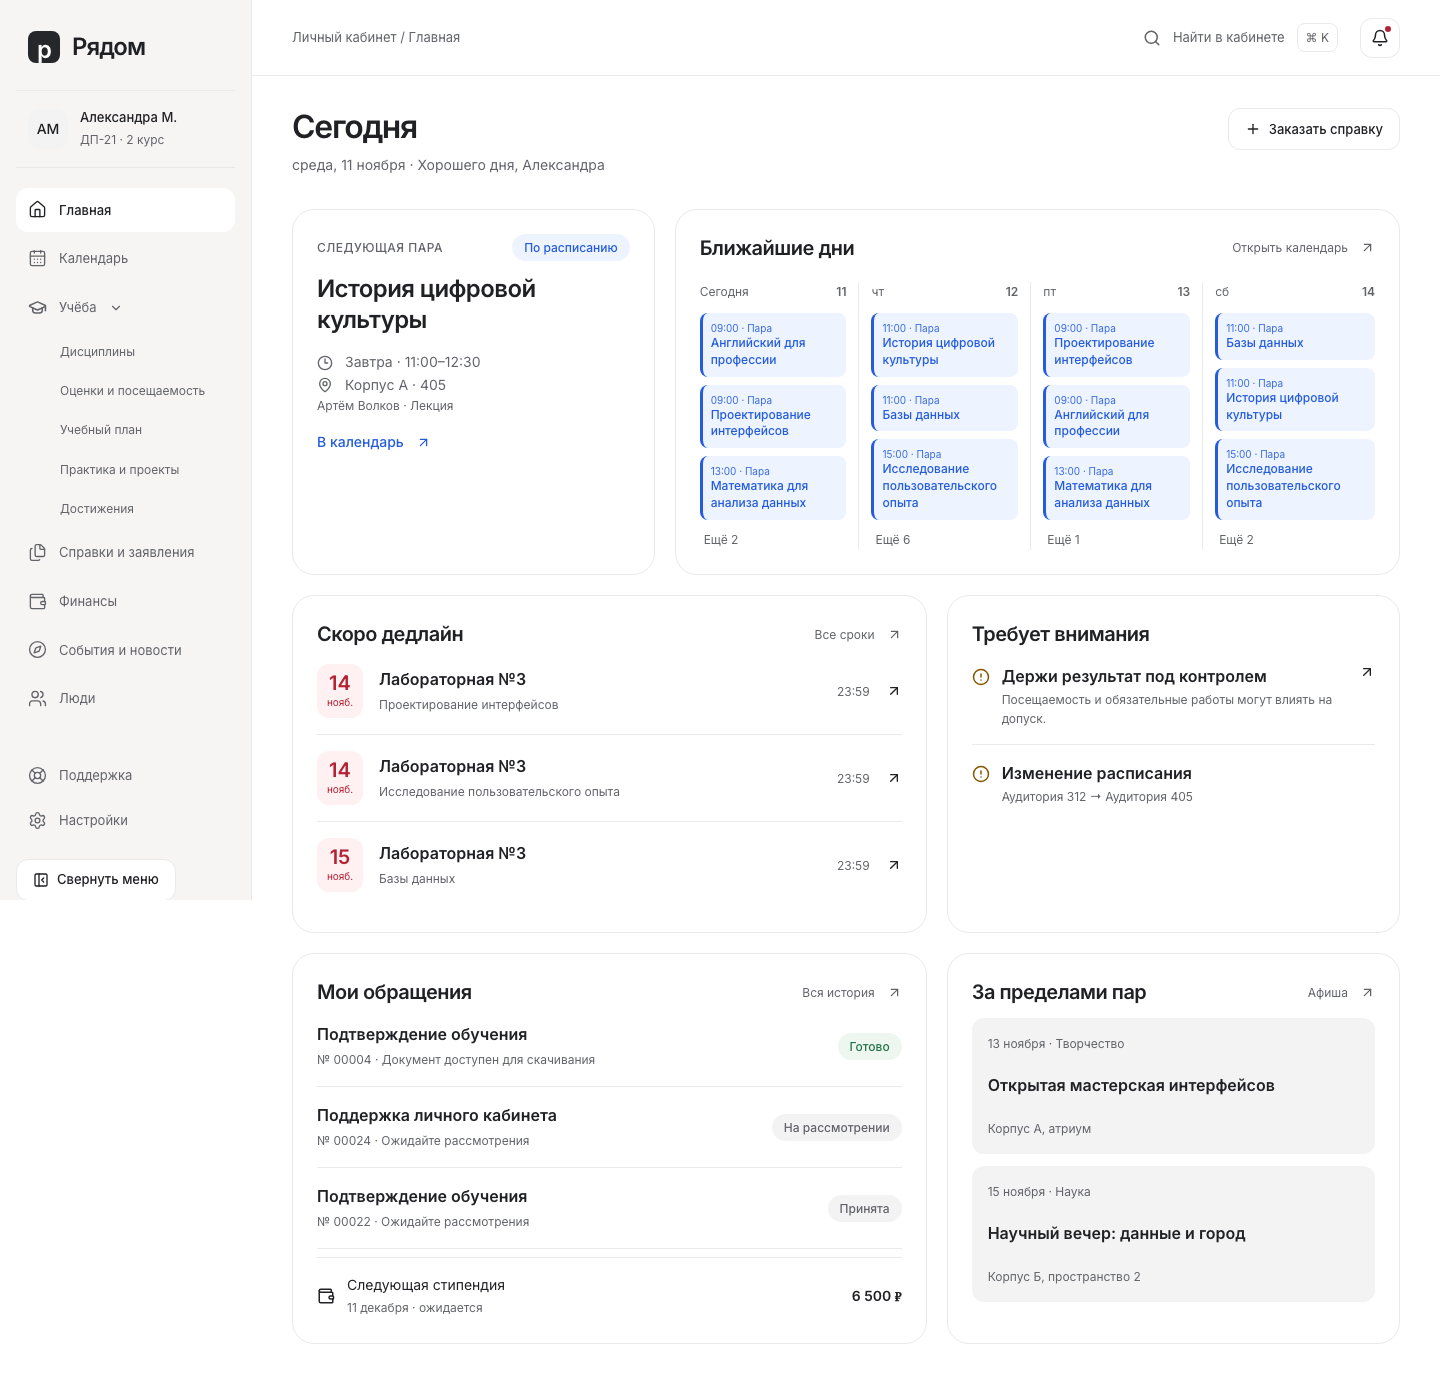 р Рядом
АМ
Александра М.
ДП-21 · 2 курс
Главная
Календарь
Учёба
Дисциплины
Оценки и посещаемость
Учебный план
Практика и проекты
Достижения
Справки и заявления
Финансы
События и новости
Люди
Поддержка
Настройки
Свернуть меню
Личный кабинет / Главная
Найти в кабинете
⌘ K
Сегодня
среда, 11 ноября · Хорошего дня, Александра
Заказать справку
СЛЕДУЮЩАЯ ПАРА
По расписанию
История цифровой
культуры
Завтра · 11:00–12:30
Корпус А · 405
Артём Волков · Лекция
В календарь
Ближайшие дни
Открыть календарь
Сегодня 11
09:00 · Пара
Английский для
профессии
09:00 · Пара
Проектирование
интерфейсов
13:00 · Пара
Математика для
анализа данных
Ещё 2
чт 12
11:00 · Пара
История цифровой
культуры
11:00 · Пара
Базы данных
15:00 · Пара
Исследование
пользовательского
опыта
Ещё 6
пт 13
09:00 · Пара
Проектирование
интерфейсов
09:00 · Пара
Английский для
профессии
13:00 · Пара
Математика для
анализа данных
Ещё 1
сб 14
11:00 · Пара
Базы данных
11:00 · Пара
История цифровой
культуры
15:00 · Пара
Исследование
пользовательского
опыта
Ещё 2
Скоро дедлайн
Все сроки
14
нояб.
Лабораторная №3
Проектирование интерфейсов
23:59
14
нояб.
Лабораторная №3
Исследование пользовательского опыта
23:59
15
нояб.
Лабораторная №3
Базы данных
23:59
Требует внимания
Держи результат под контролем
Посещаемость и обязательные работы могут влиять на
допуск.
Изменение расписания
Аудитория 312 → Аудитория 405
Мои обращения
Вся история
Подтверждение обучения
№ 00004 · Документ доступен для скачивания
Готово
Поддержка личного кабинета
№ 00024 · Ожидайте рассмотрения
На рассмотрении
Подтверждение обучения
№ 00022 · Ожидайте рассмотрения
Принята
Следующая стипендия
11 декабря · ожидается
6 500 ₽
За пределами пар
Афиша
13 ноября · Творчество
Открытая мастерская интерфейсов
Корпус А, атриум
15 ноября · Наука
Научный вечер: данные и город
Корпус Б, пространство 2